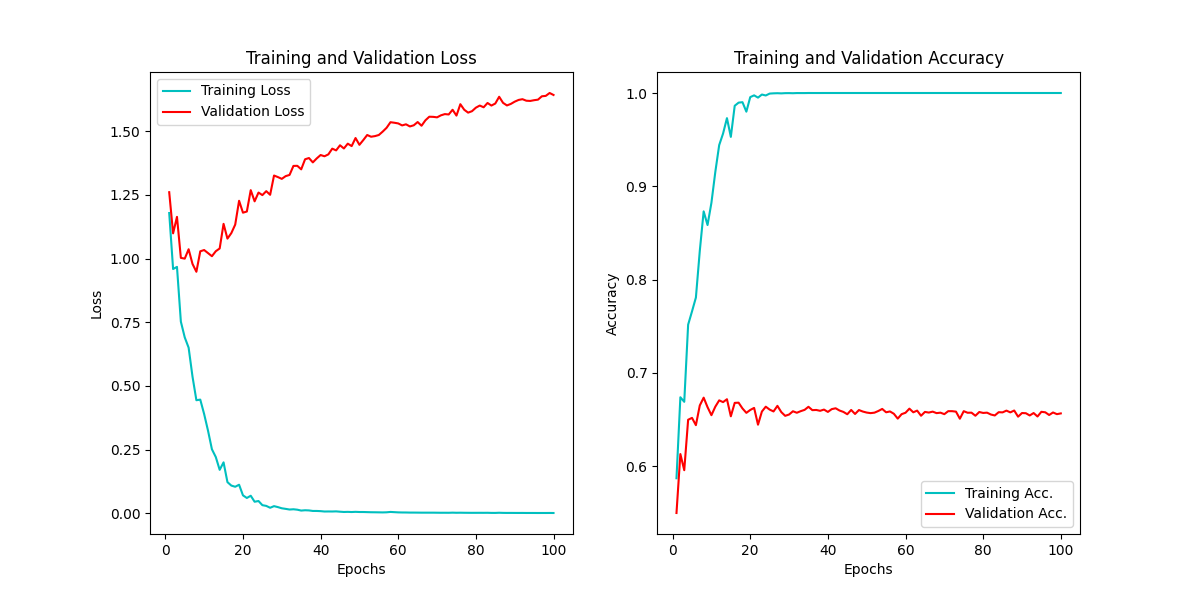 Training and Validation Loss
Training Loss
Validation Loss
1.50
1.25
1.00
0.75
0.50
0.25
0.00
Loss
0 20 40 60 80 100
Epochs
Training and Validation Accuracy
1.0
0.9
0.8
0.7
0.6
Accuracy
Training Acc.
Validation Acc.
0 20 40 60 80 100
Epochs